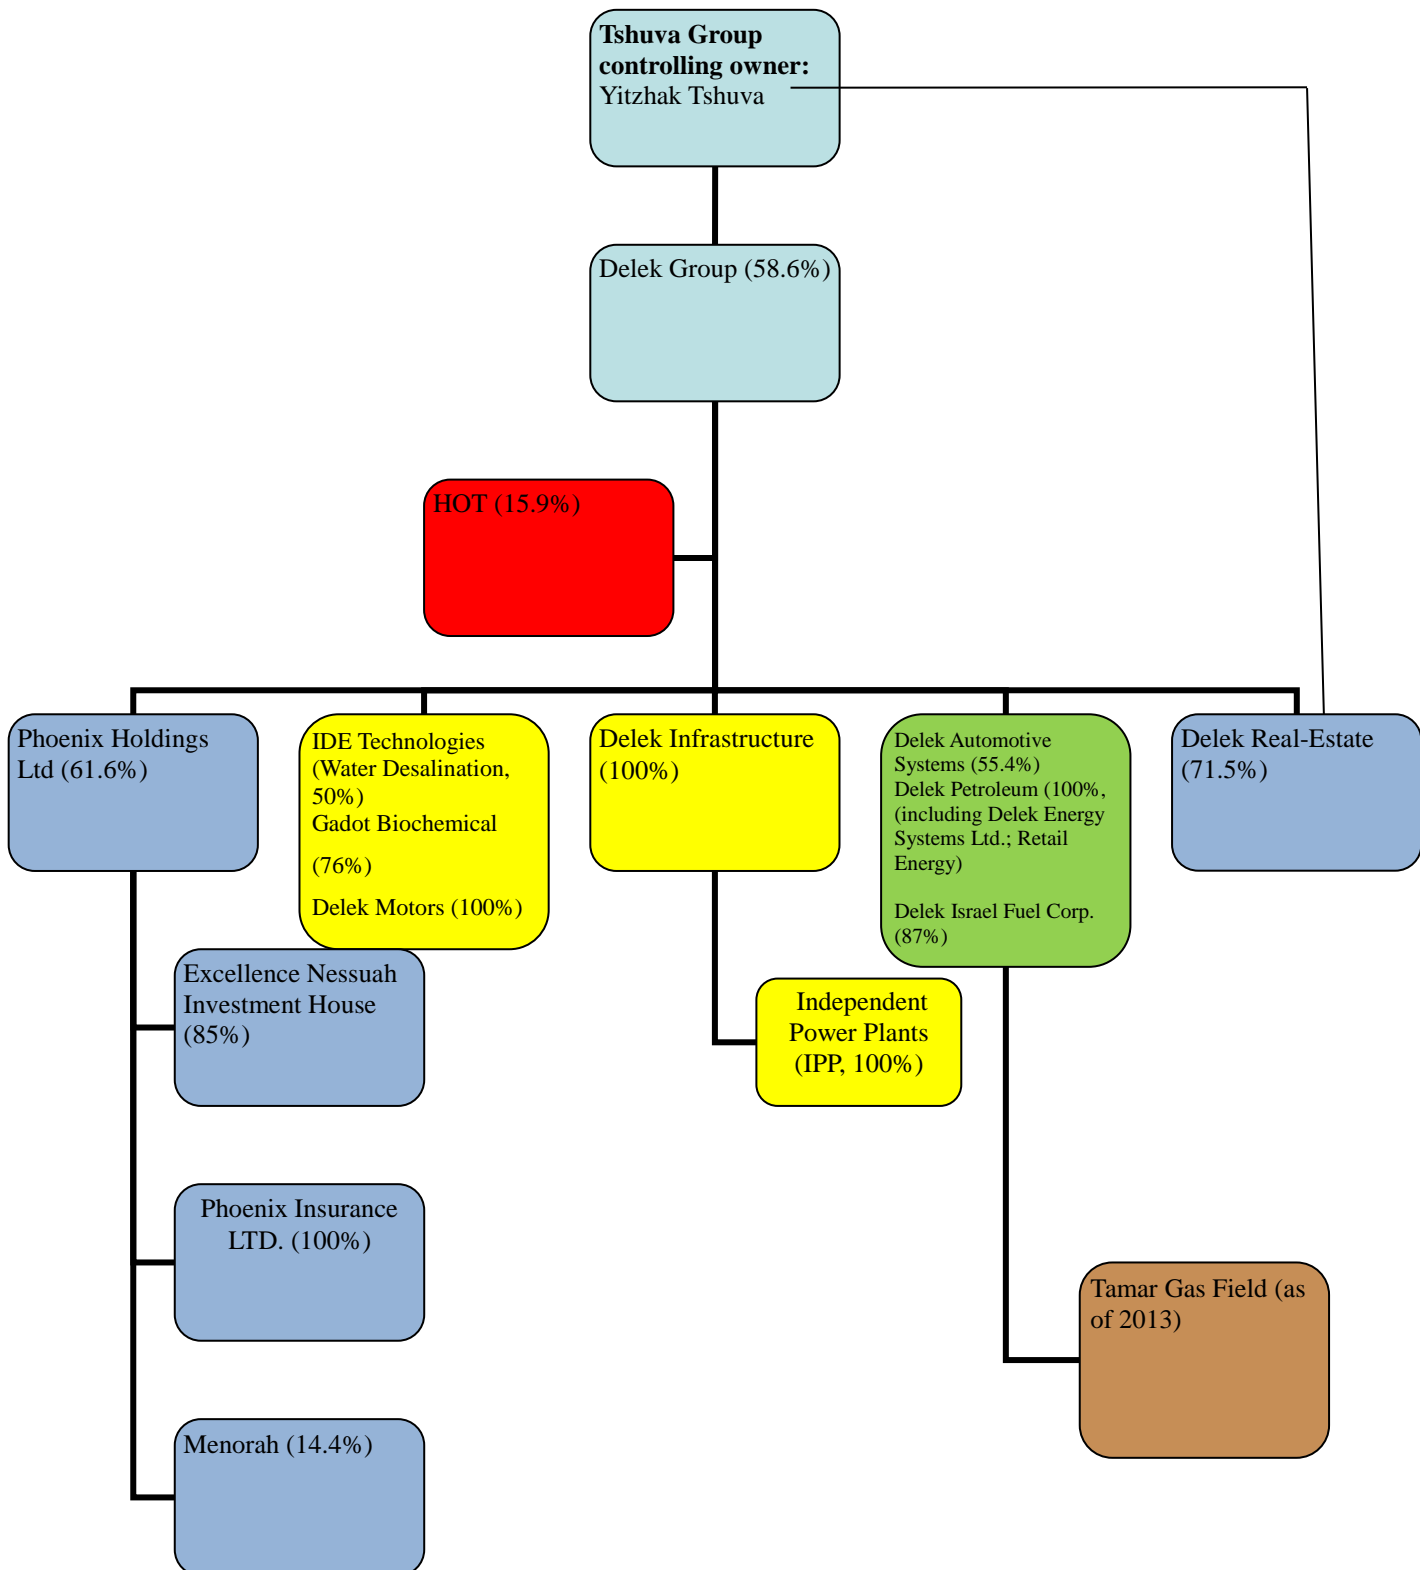 Tshuva Group
controlling owner:
Yitzhak Tshuva
Delek Group (58.6%)
HOT (15.9%)
Phoenix Holdings
Ltd (61.6%)
IDE Technologies
(Water Desalination,
50%)
Gadot Biochemical
(76%)
Delek Motors (100%)
Delek Infrastructure
(100%)
Delek Automotive
Systems (55.4%)
Delek Petroleum (100%,
(including Delek Energy
Systems Ltd.; Retail
Energy)
Delek Israel Fuel Corp.
(87%)
Delek Real-Estate
(71.5%)
Excellence Nessuah
Investment House
(85%)
Independent
Power Plants
(IPP, 100%)
Phoenix Insurance
LTD. (100%)
Tamar Gas Field (as
of 2013)
Menorah (14.4%)